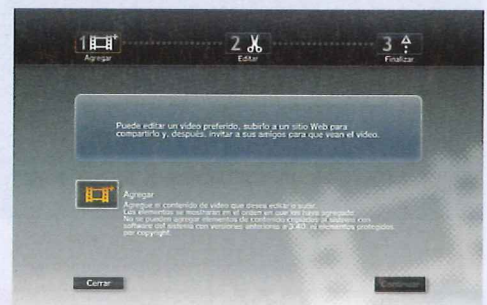 1 2 3
Agregar Editar Finalizar
Puede editar un video preferido, subirlo a un sitio Web para
compartirlo y, después, invitar a sus amigos para que vean el video.
Agregar
Agregue el contenido de video que desea editar o subir.
Los elementos se mostrarán en el orden en que los haya agregado.
No se pueden agregar elementos de contenido copiados al sistema con
software del sistema con versiones anteriores a 3.40, ni elementos protegidos
por copyright.
Cerrar Continuar